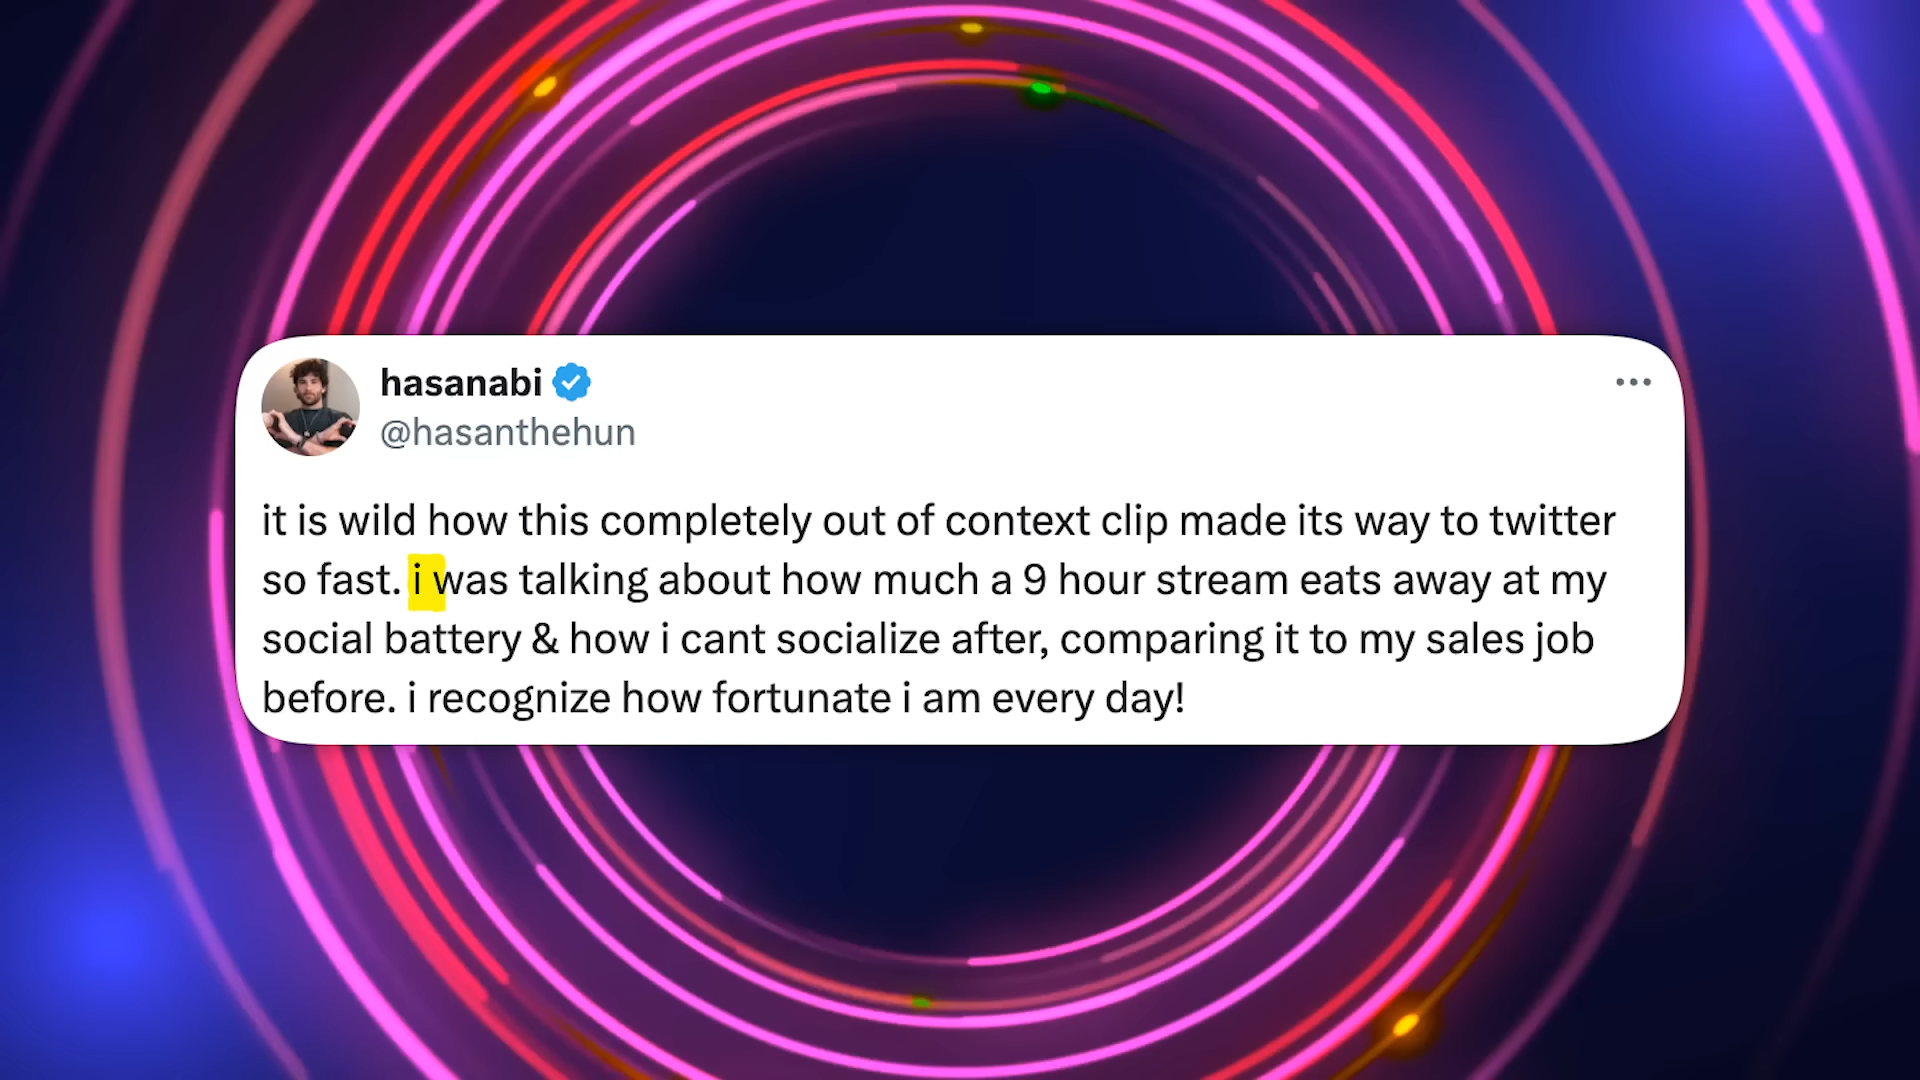 hasanabi
@hasanthehun
it is wild how this completely out of context clip made its way to twitter
so fast. i was talking about how much a 9 hour stream eats away at my
social battery & how i cant socialize after, comparing it to my sales job
before. i recognize how fortunate i am every day!